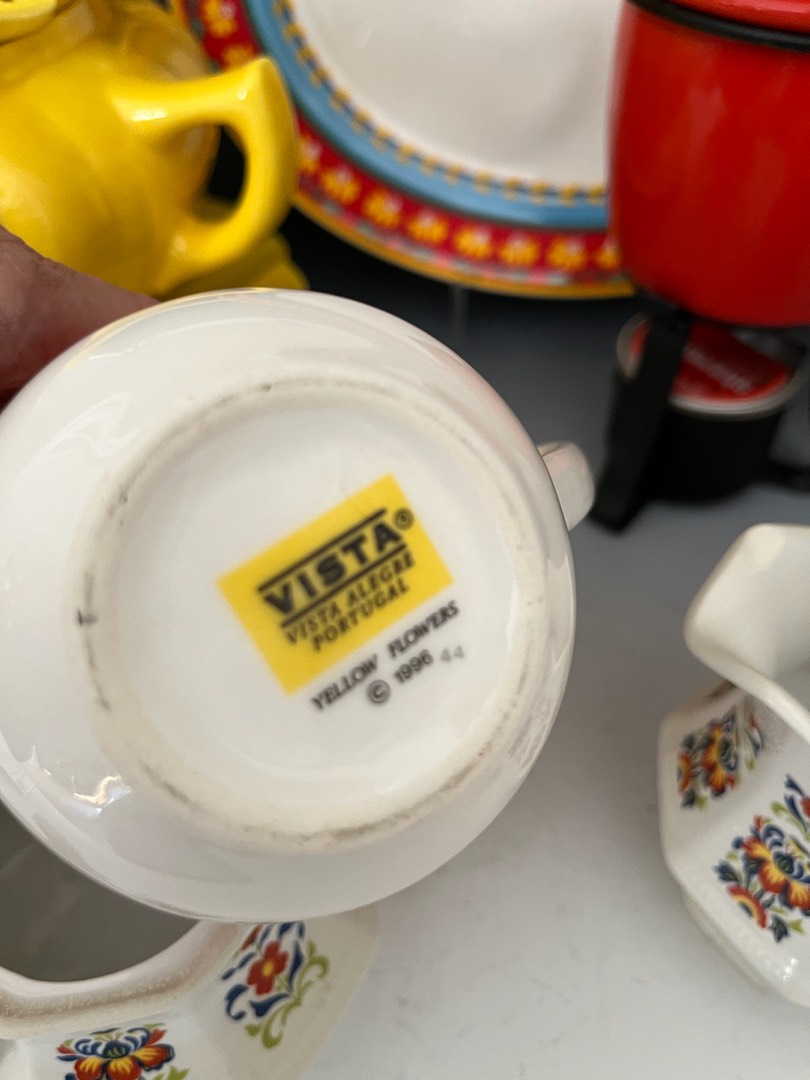 VISTA®
VISTA ALEGRE
PORTUGAL
YELLOW FLOWERS
© 1996 44